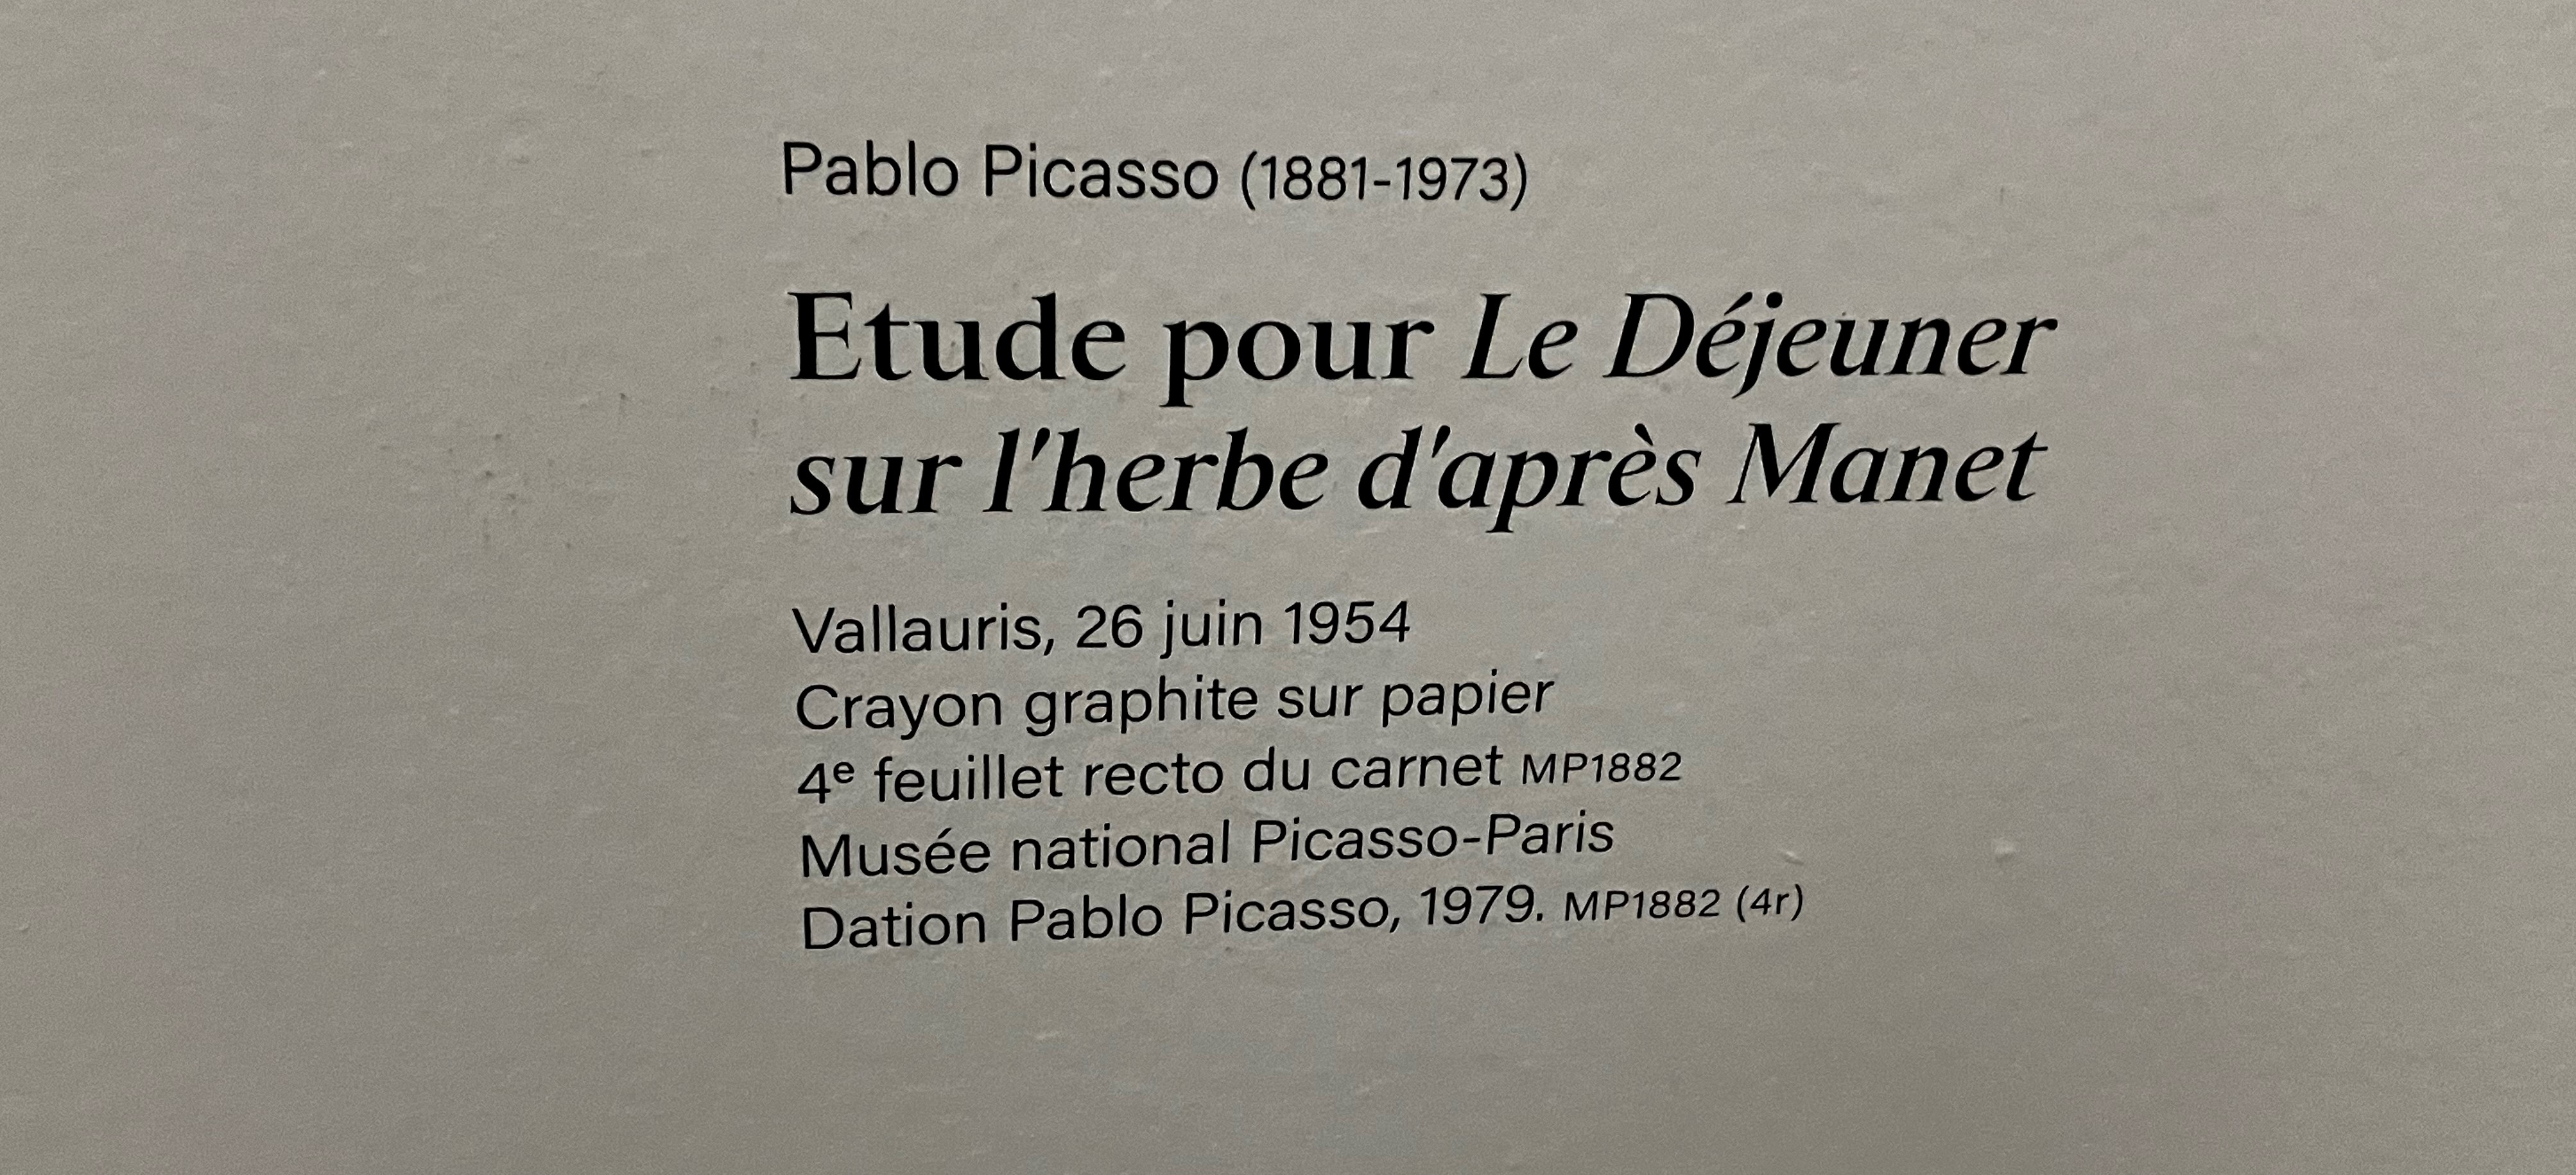 Pablo Picasso (1881-1973)
Etude pour Le Déjeuner
sur l'herbe d'après Manet
Vallauris, 26 juin 1954
Crayon graphite sur papier
4e feuillet recto du carnet MP1882
Musée national Picasso-Paris
Dation Pablo Picasso, 1979. MP1882 (4r)